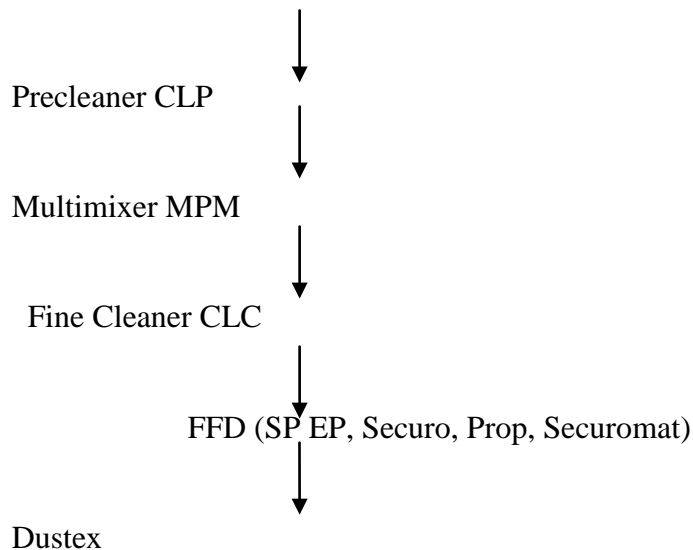 Precleaner CLP
Multimixer MPM
Fine Cleaner CLC
FFD (SP EP, Securo, Prop, Securomat)
Dustex